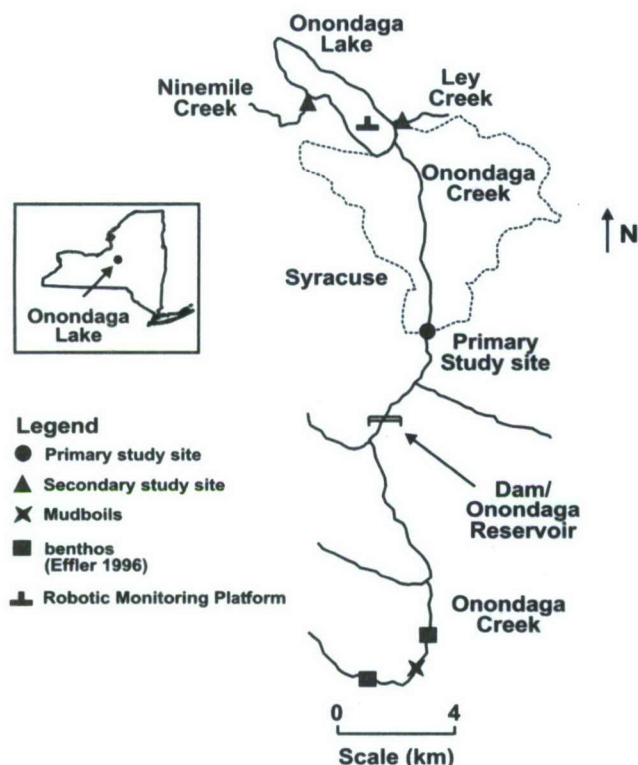 Onondaga
Lake
Ninemile
Creek
Ley
Creek
Onondaga
Creek
N
Syracuse
Onondaga
Lake
Primary
Study site
Legend
Primary study site
Secondary study site
Mudboils
benthos
(Effler 1996)
Robotic Monitoring Platform
Dam/
Onondaga
Reservoir
Onondaga
Creek
0 4
Scale (km)